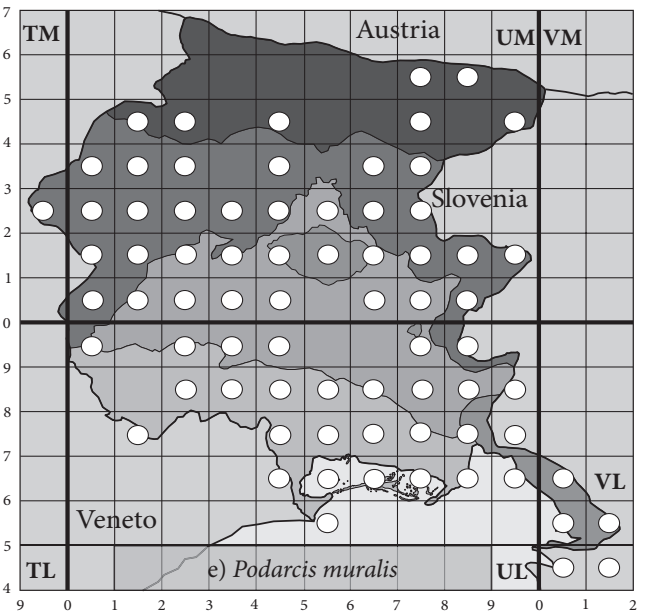 7
TM
Austria
UM
VM
6
5
4
3
Slovenia
2
1
0
9
8
7
VL
6
Veneto
5
TL
e) Podarcis muralis
UL
4
9 0 1 2 3 4 5 6 7 8 9 0 1 2